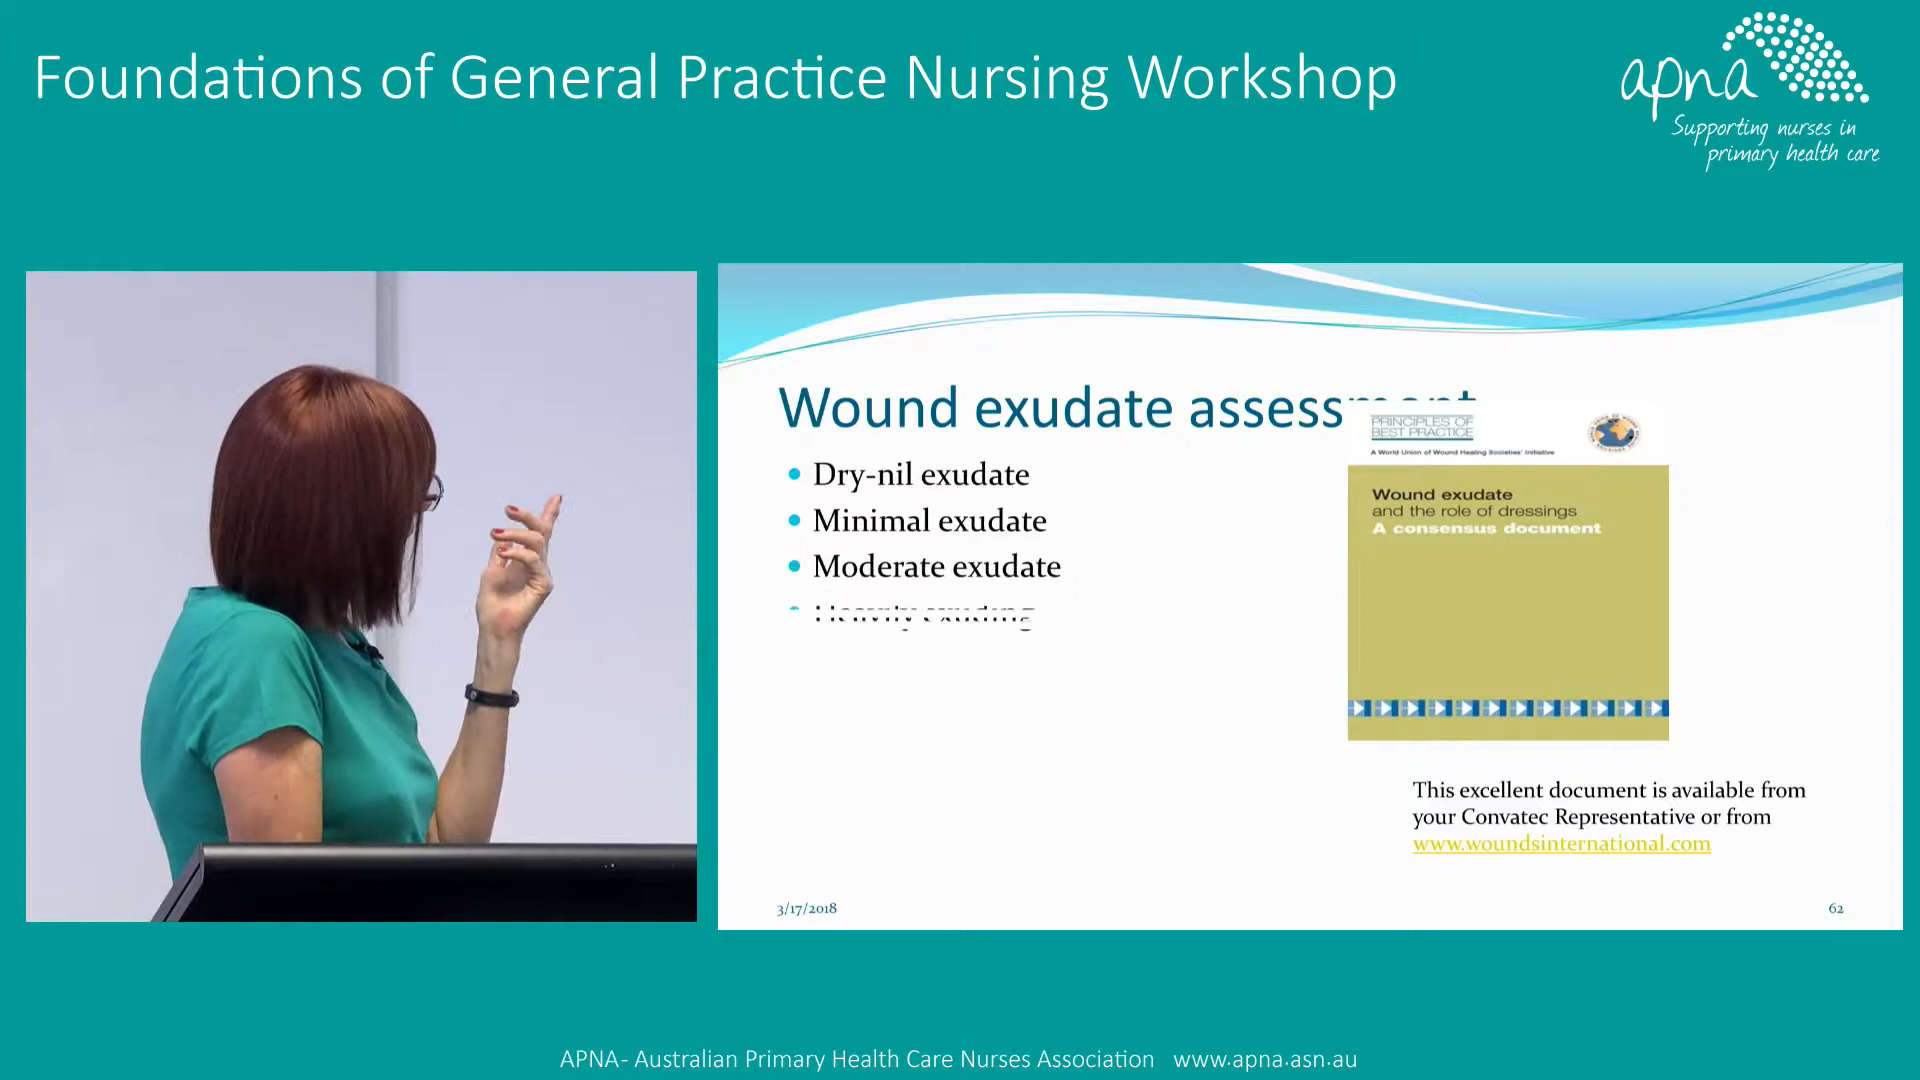 Foundations of General Practice Nursing Workshop
apna
Supporting nurses in
primary health care
Wound exudate assessment
• Dry-nil exudate
• Minimal exudate
• Moderate exudate
• Heavily exuding
PRINCIPLES OF
BEST PRACTICE
A World Union of Wound Healing Societies' Initiative
Wound exudate
and the role of dressings
A consensus document
This excellent document is available from
your Convatec Representative or from
www.woundsinternational.com
3/17/2018
62
APNA- Australian Primary Health Care Nurses Association www.apna.asn.au